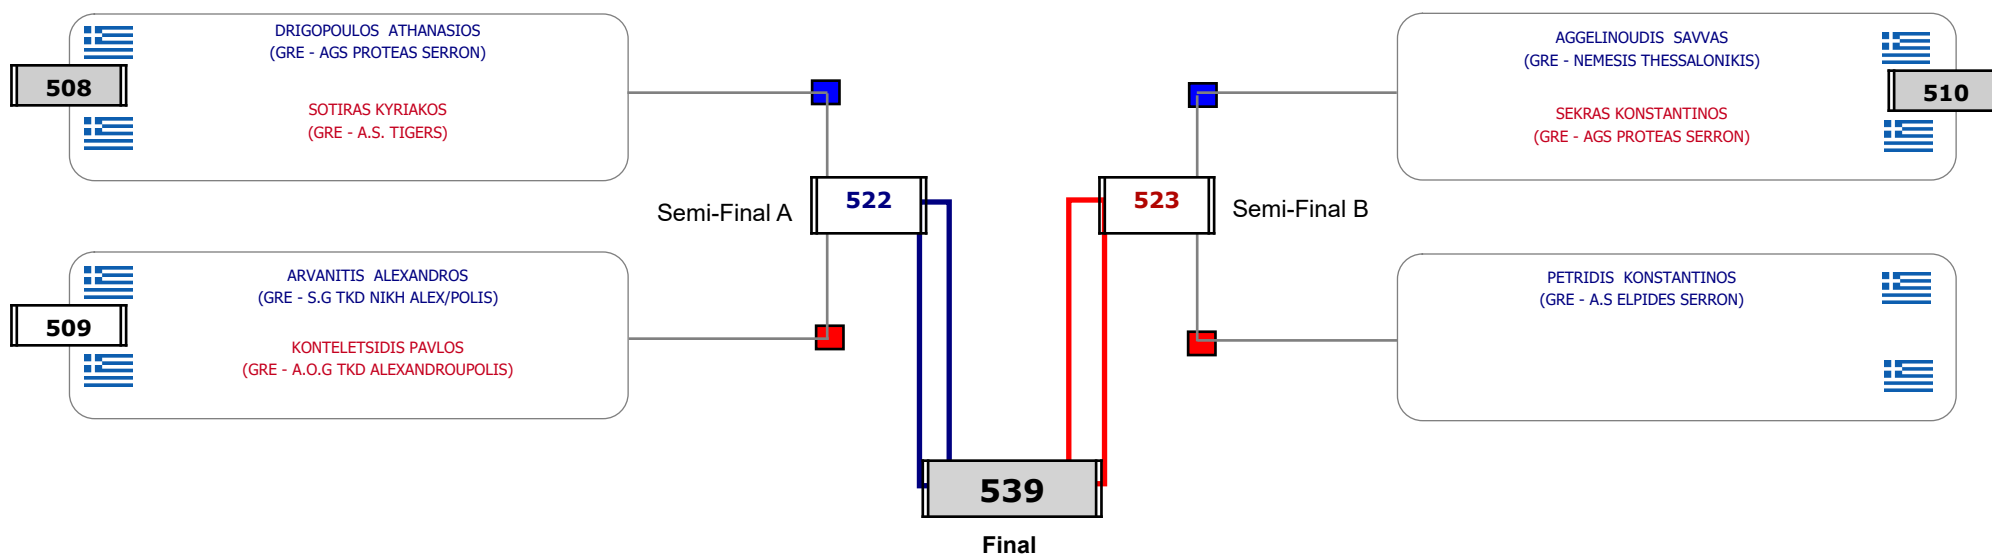 DRIGOPOULOS ATHANASIOS
(GRE - AGS PROTEAS SERRON)
508
SOTIRAS KYRIAKOS
(GRE - A.S. TIGERS)
AGGELINOUDIS SAVVAS
(GRE - NEMESIS THESSALONIKIS)
510
SEKRAS KONSTANTINOS
(GRE - AGS PROTEAS SERRON)
Semi-Final A
522
523
Semi-Final B
ARVANITIS ALEXANDROS
(GRE - S.G TKD NIKH ALEX/POLIS)
509
KONTELETSIDIS PAVLOS
(GRE - A.O.G TKD ALEXANDROUPOLIS)
PETRIDIS KONSTANTINOS
(GRE - A.S ELPIDES SERRON)
539
Final